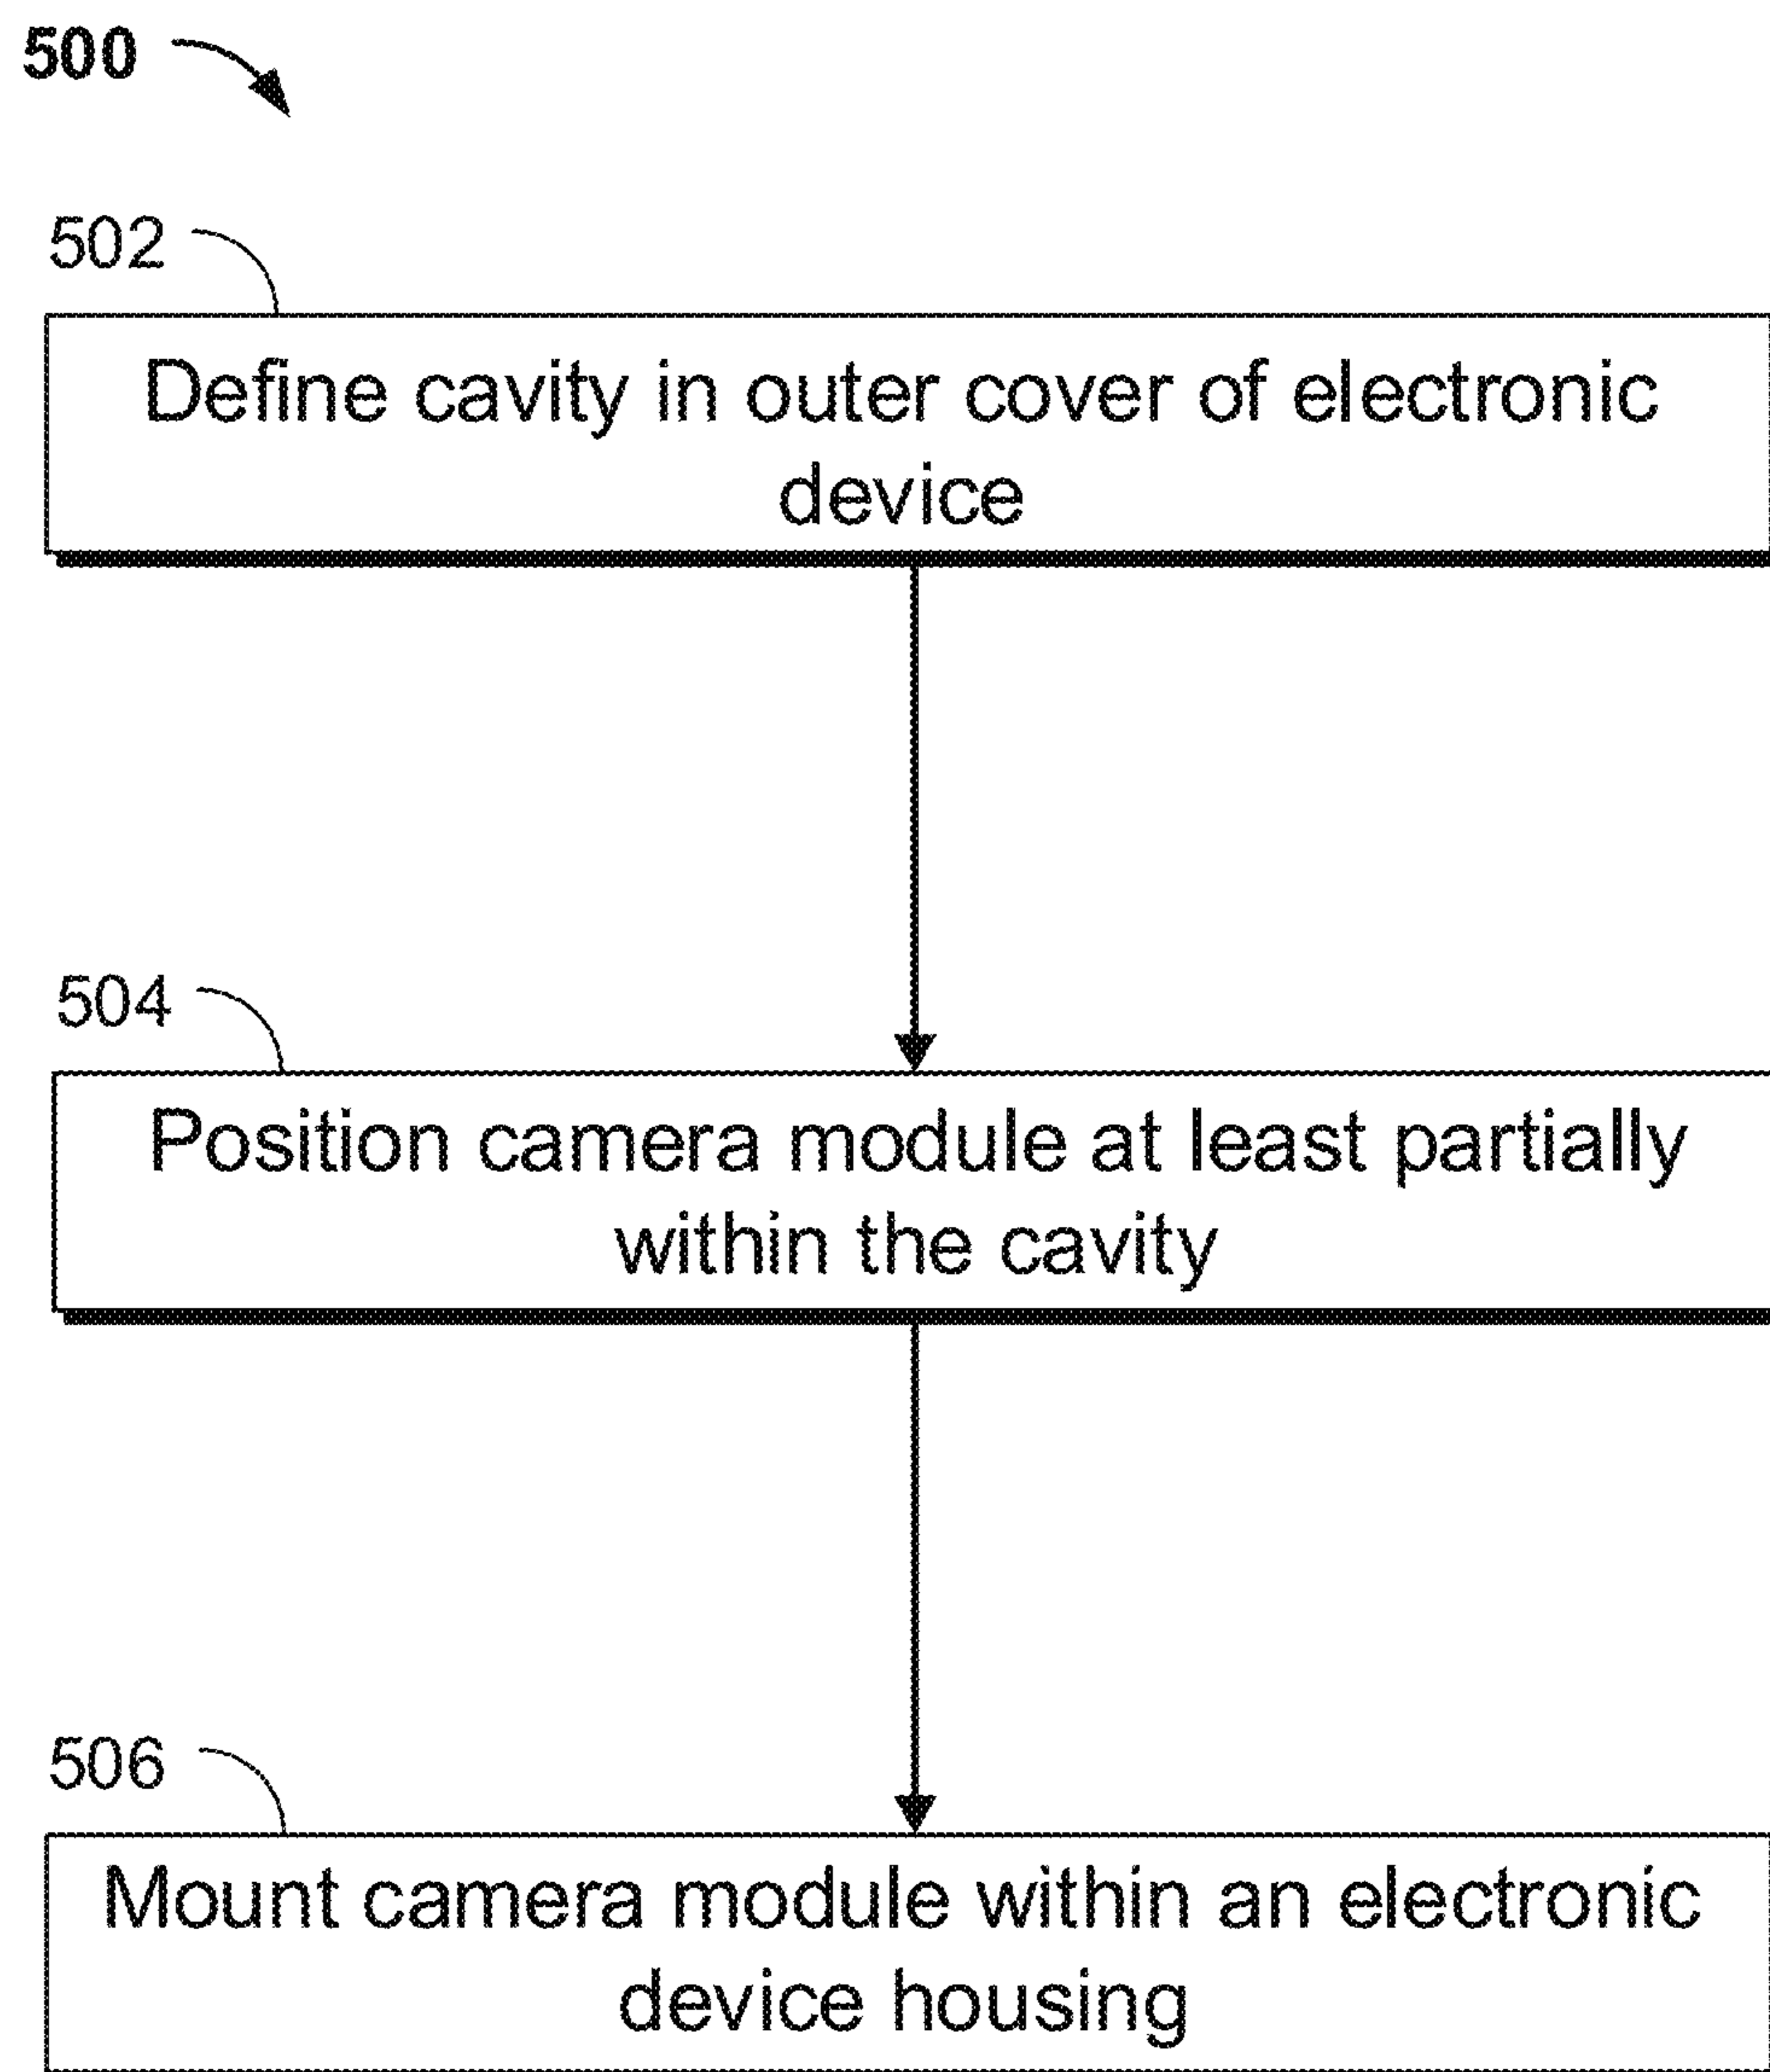 500
502
Define cavity in outer cover of electronic
device
504
Position camera module at least partially
within the cavity
506
Mount camera module within an electronic
device housing